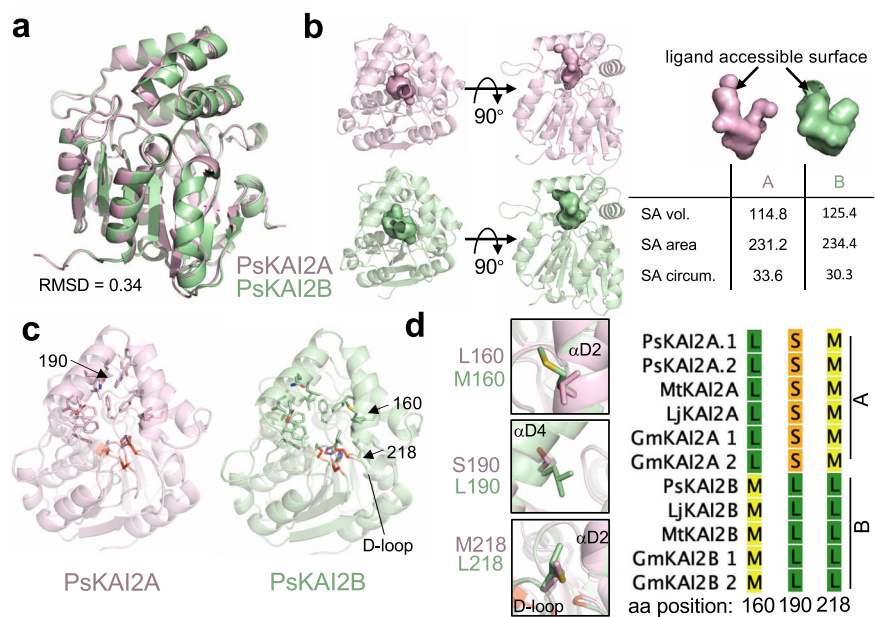 a
PsKAI2A
PsKAI2B
RMSD = 0.34
b
90°
90°
ligand accessible surface
A B
SA vol. 114.8 125.4
SA area 231.2 234.4
SA circum. 33.6 30.3
c
190
160
218
D-loop
PsKAI2A
PsKAI2B
d
L160
M160
αD2
S190
L190
αD4
M218
L218
αD2
D-loop
PsKAI2A.1 L S M
PsKAI2A.2 L S M
MtKAI2A L S M
LjKAI2A L S M
GmKAI2A 1 L S M
GmKAI2A 2 L S M
A
PsKAI2B M L L
LjKAI2B M L L
MtKAI2B M L L
GmKAI2B 1 M L L
GmKAI2B 2 M L L
B
aa position: 160 190 218